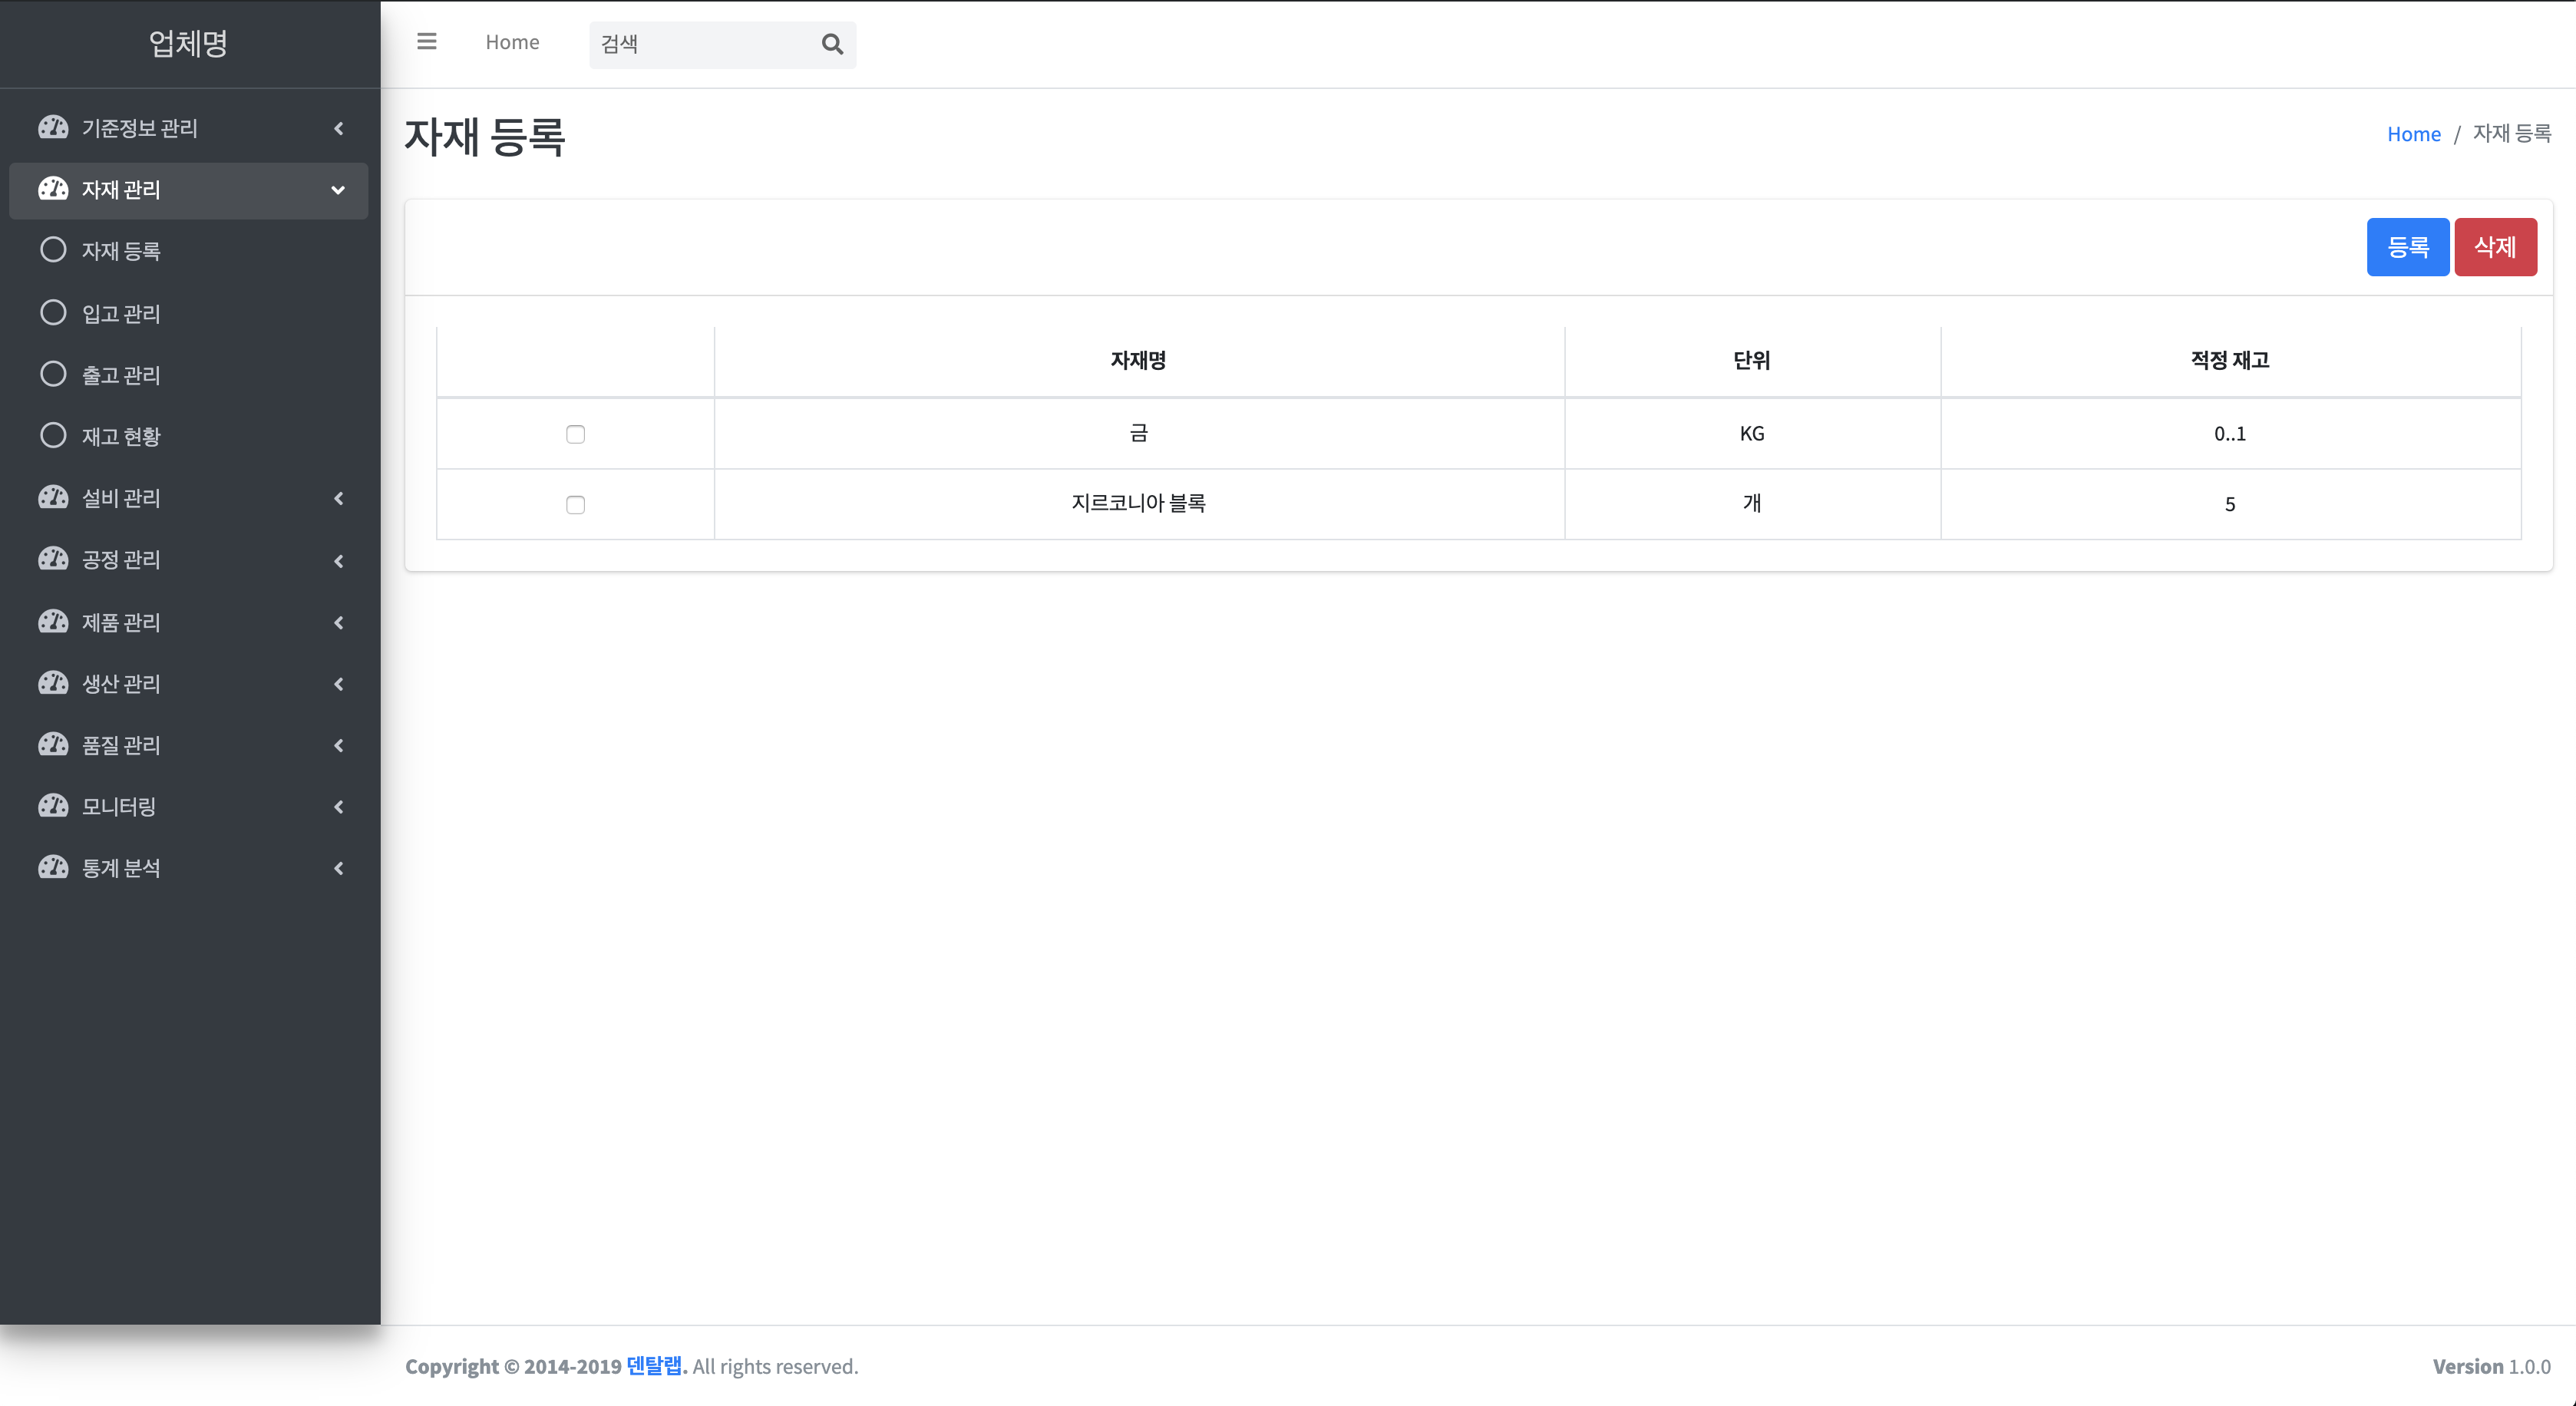 업체명
Home
검색
기준정보 관리
자재 관리
자재 등록
입고 관리
출고 관리
재고 현황
설비 관리
공정 관리
제품 관리
생산 관리
품질 관리
모니터링
통계 분석
자재 등록
Home / 자재 등록
등록 삭제
자재명 단위 적정 재고
금 KG 0..1
지르코니아 블록 개 5
Copyright © 2014-2019 덴탈랩. All rights reserved.
Version 1.0.0